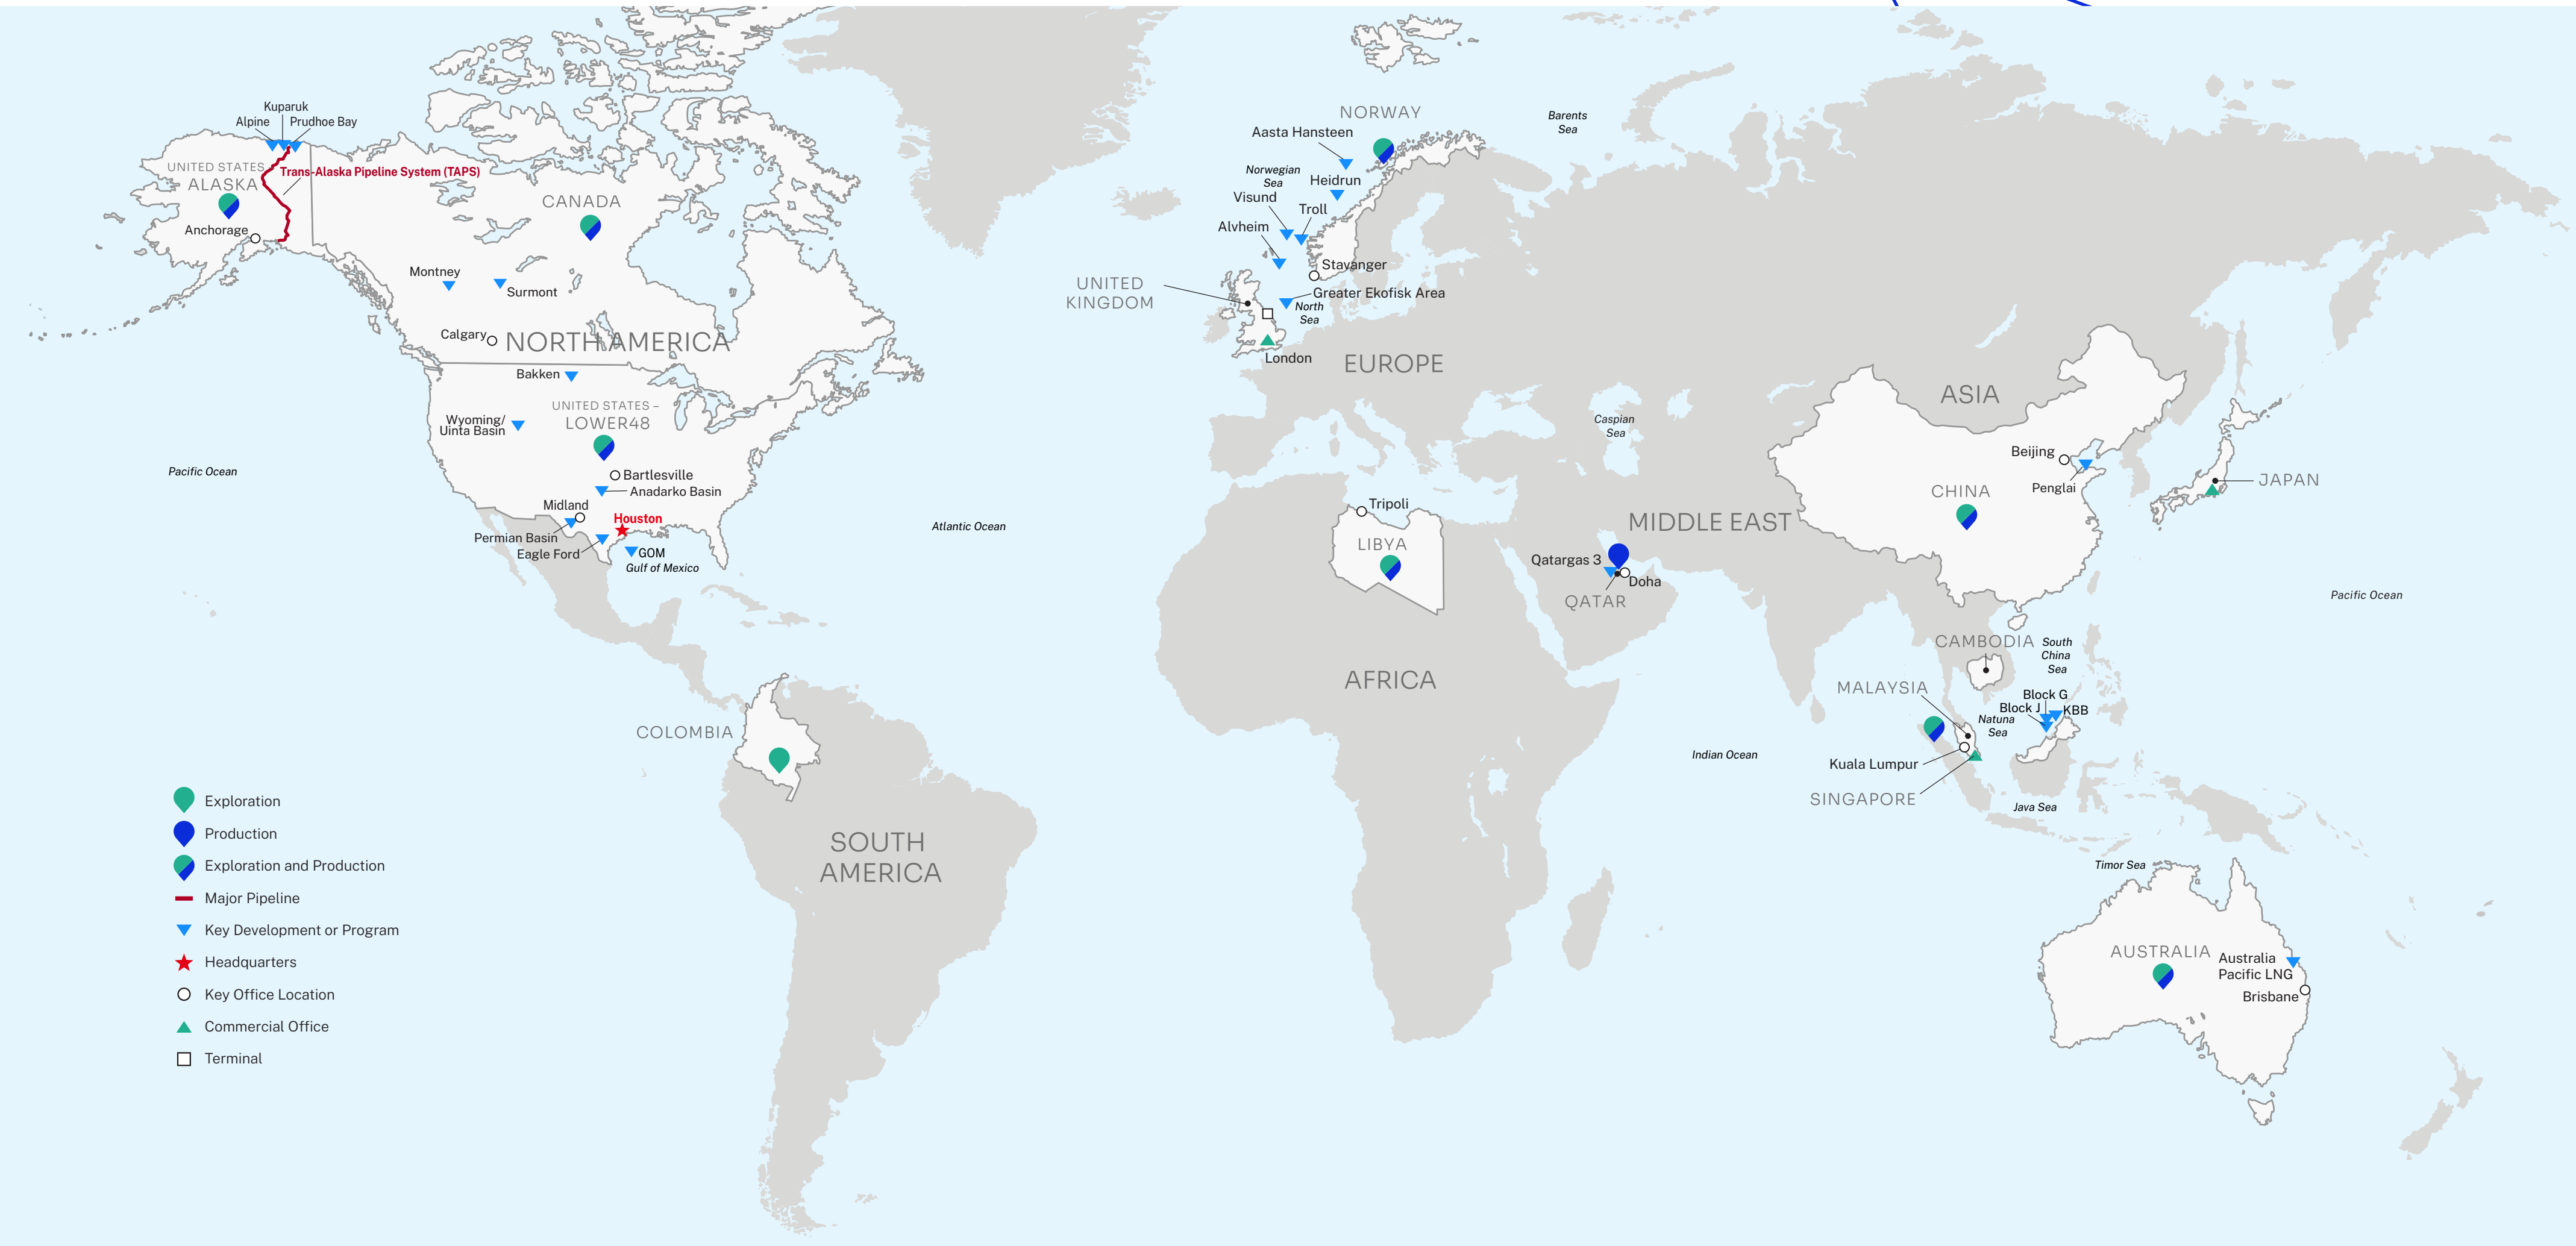 Kuparuk
Alpine
Prudhoe Bay
UNITED STATES
ALASKA
Trans-Alaska Pipeline System (TAPS)
Anchorage
CANADA
Montney
Surmont
Calgary
NORTH AMERICA
Bakken
UNITED STATES –
LOWER48
Wyoming/
Uinta Basin
Bartlesville
Anadarko Basin
Midland
Houston
Permian Basin
Eagle Ford
GOM
Gulf of Mexico
Pacific Ocean
Atlantic Ocean
COLOMBIA
SOUTH
AMERICA
NORWAY
Barents
Sea
Aasta Hansteen
Norwegian
Sea
Heidrun
Visund
Troll
Alvheim
Stavanger
UNITED
KINGDOM
Greater Ekofisk Area
North
Sea
London
EUROPE
Caspian
Sea
Tripoli
LIBYA
MIDDLE EAST
Qatargas 3
Doha
QATAR
AFRICA
ASIA
Beijing
Penglai
CHINA
JAPAN
Pacific Ocean
CAMBODIA
South
China
Sea
MALAYSIA
Block G
Block J
KBB
Natuna
Sea
Indian Ocean
Kuala Lumpur
SINGAPORE
Java Sea
Timor Sea
AUSTRALIA
Australia
Pacific LNG
Brisbane
Exploration
Production
Exploration and Production
Major Pipeline
Key Development or Program
Headquarters
Key Office Location
Commercial Office
Terminal